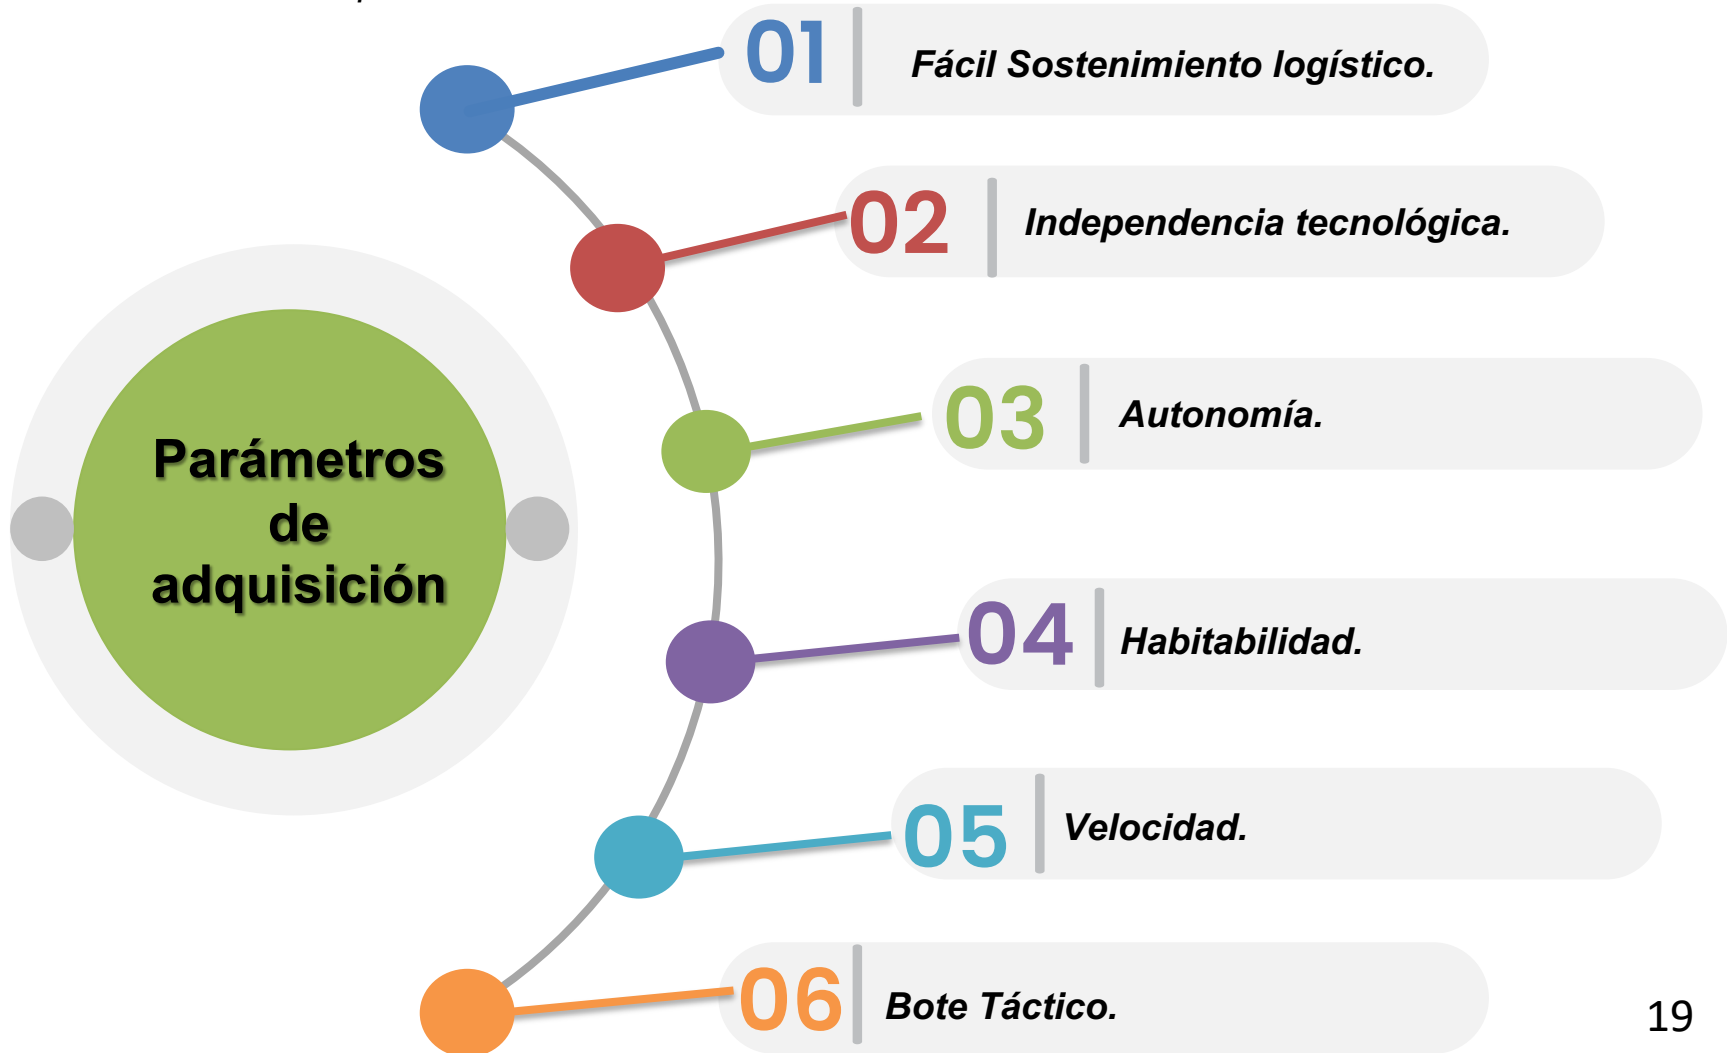 01
Fácil Sostenimiento logístico.
02
Independencia tecnológica.
03
Autonomía.
Parámetros
de
adquisición
04
Habitabilidad.
05
Velocidad.
06
Bote Táctico.
19